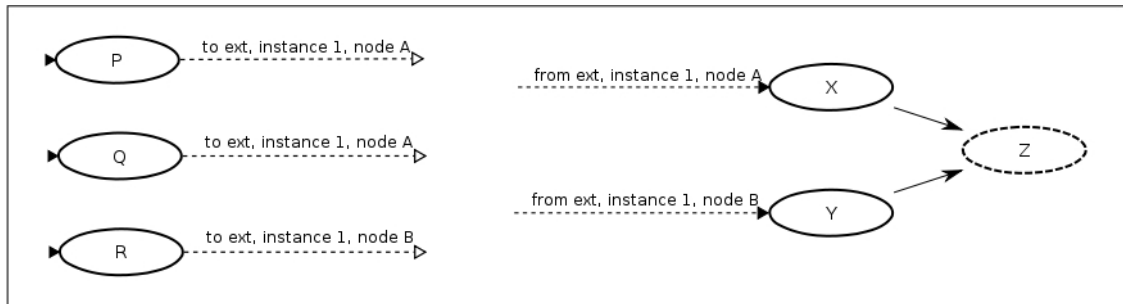 P
to ext, instance 1, node A
Q
to ext, instance 1, node A
R
to ext, instance 1, node B
from ext, instance 1, node A
X
from ext, instance 1, node B
Y
Z